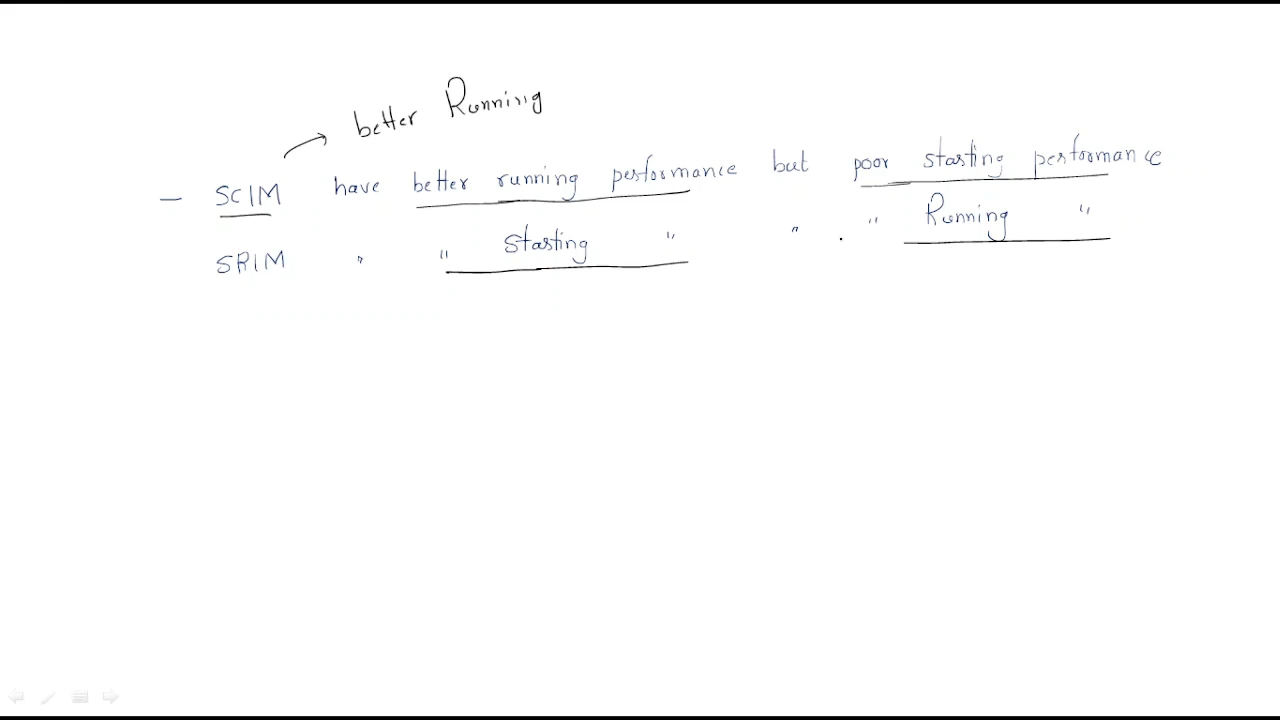 better Running
- SCIM have better running performance but poor starting performance
SRIM " " Starting " " " Running "